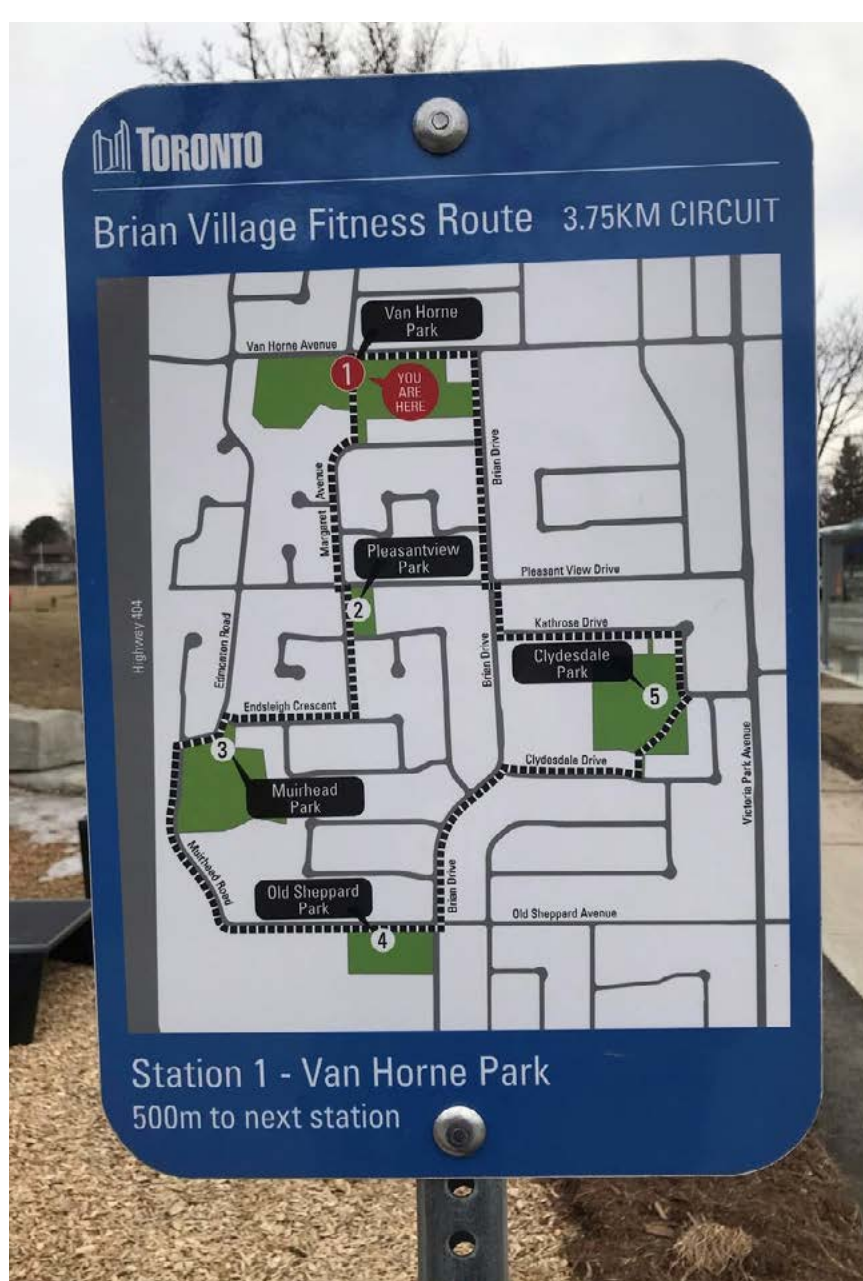 TORONTO
Brian Village Fitness Route 3.75KM CIRCUIT
Van Horne
Park
Van Horne Avenue
1
YOU
ARE
HERE
Brian Drive
Margaret Avenue
Pleasantview
Park
Pleasant View Drive
2
Highway 404
Edmonton Road
Kathrose Drive
Brian Drive
Clydesdale
Park
5
Endsleigh Crescent
3
Clydesdale Drive
Victoria Park Avenue
Muirhead
Park
Muirhead Road
Old Sheppard
Park
Brian Drive
Old Sheppard Avenue
4
Station 1 - Van Horne Park
500m to next station